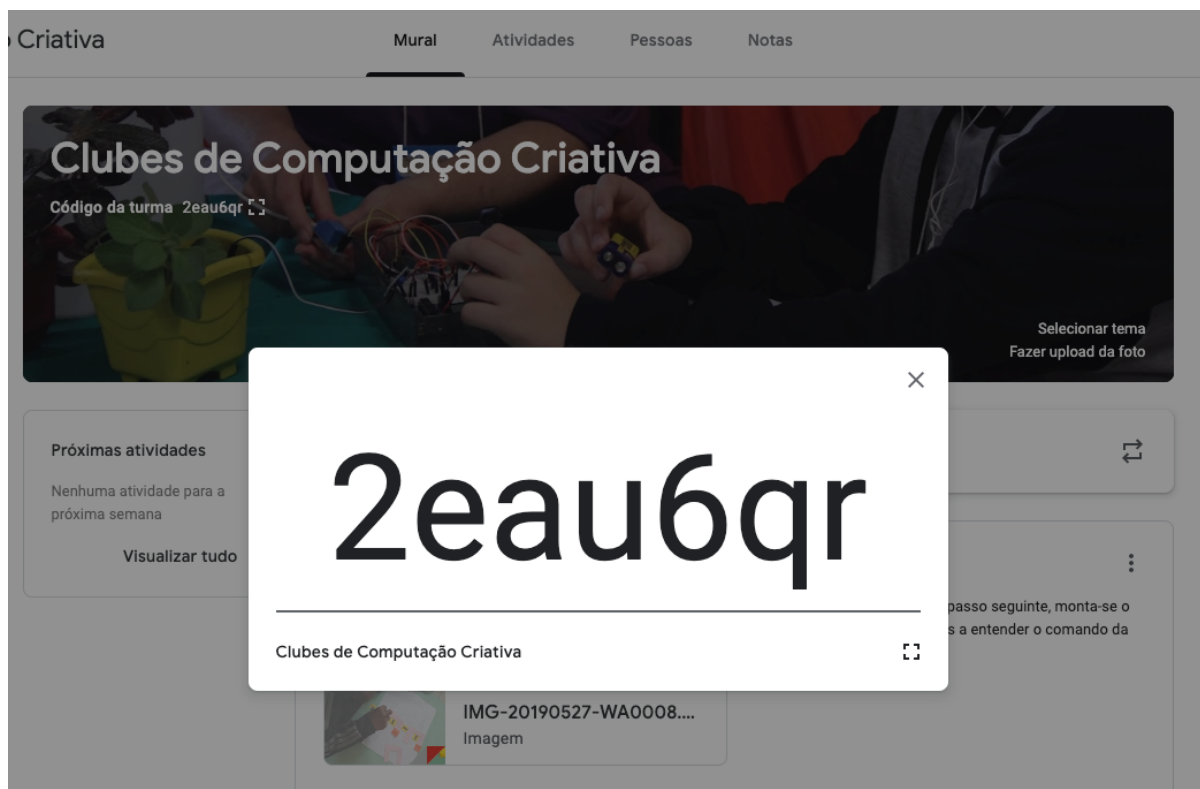 Criativa
Mural
Atividades
Pessoas
Notas
Clubes de Computação Criativa
Código da turma 2eau6qr
Selecionar tema
Fazer upload da foto
Próximas atividades
Nenhuma atividade para a
próxima semana
Visualizar tudo
2eau6qr
Clubes de Computação Criativa
passo seguinte, monta-se o
s a entender o comando da
IMG-20190527-WA0008....
Imagem